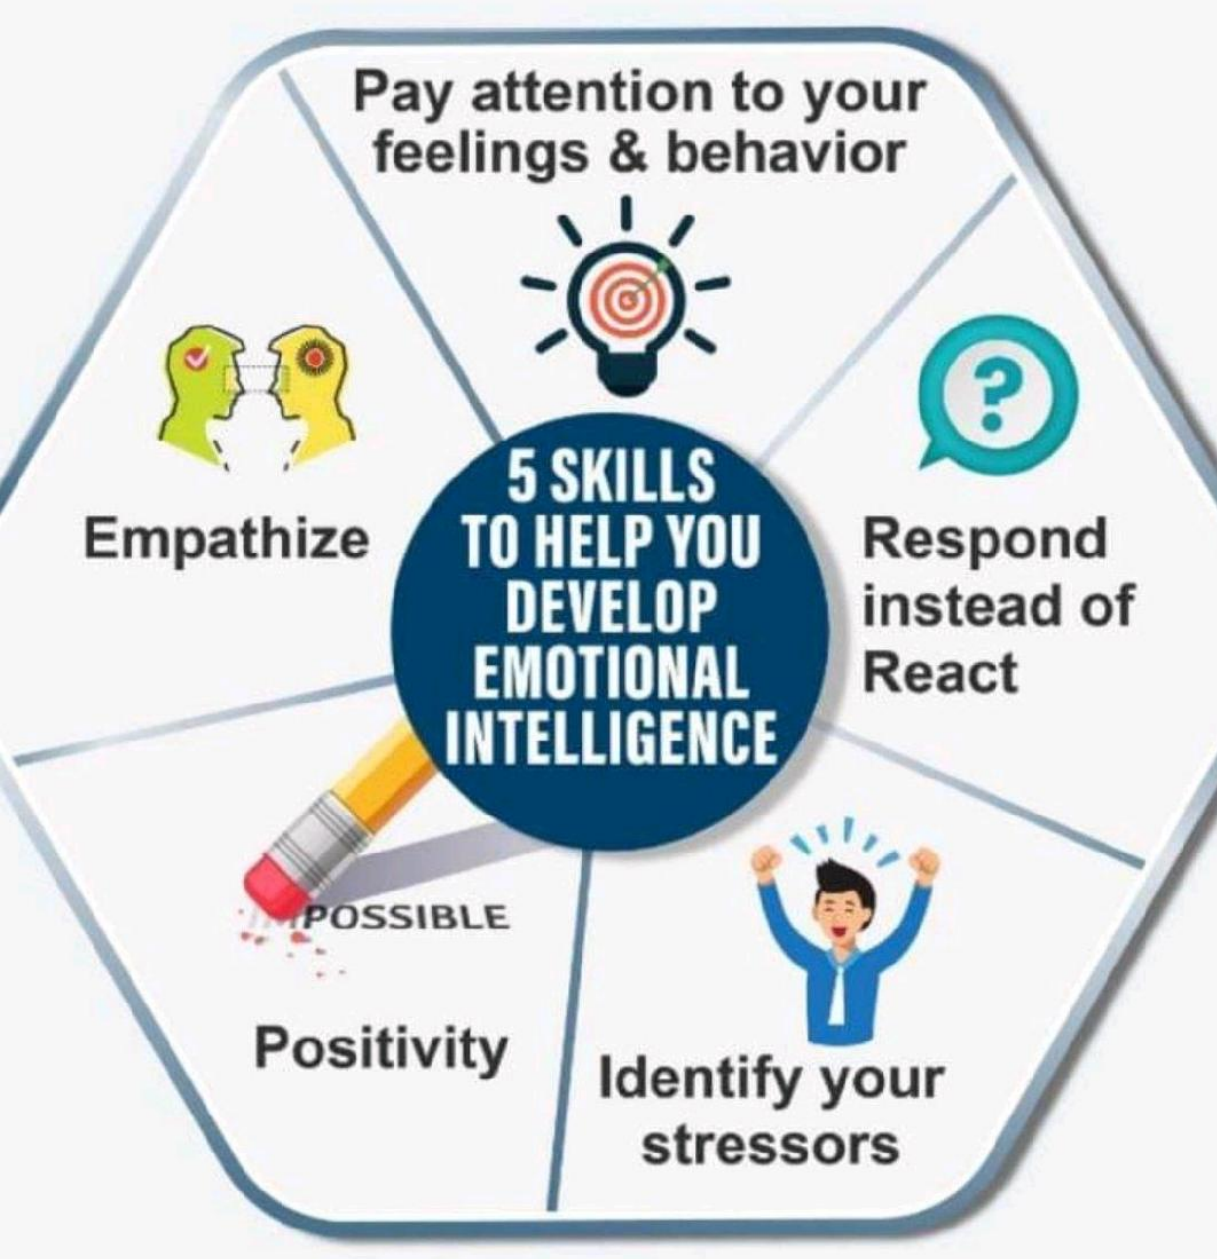 Pay attention to your
feelings & behavior
5 SKILLS
TO HELP YOU
DEVELOP
EMOTIONAL
INTELLIGENCE
Respond
instead of
React
Identify your
stressors
IMPOSSIBLE
Positivity
Empathize